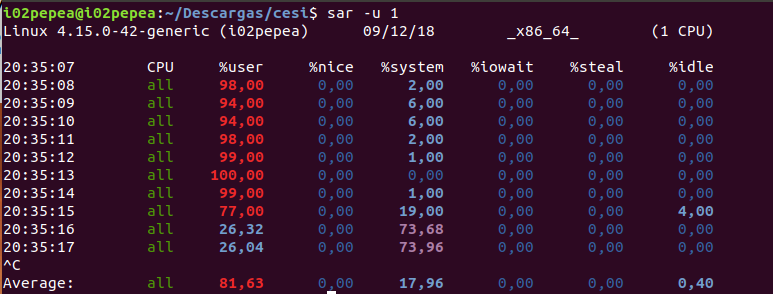 i02pepea@i02pepea:~/Descargas/cesi$ sar -u 1
Linux 4.15.0-42-generic (i02pepea) 09/12/18 _x86_64_ (1 CPU)
20:35:07 CPU %user %nice %system %iowait %steal %idle
20:35:08 all 98,00 0,00 2,00 0,00 0,00 0,00
20:35:09 all 94,00 0,00 6,00 0,00 0,00 0,00
20:35:10 all 94,00 0,00 6,00 0,00 0,00 0,00
20:35:11 all 98,00 0,00 2,00 0,00 0,00 0,00
20:35:12 all 99,00 0,00 1,00 0,00 0,00 0,00
20:35:13 all 100,00 0,00 0,00 0,00 0,00 0,00
20:35:14 all 99,00 0,00 1,00 0,00 0,00 0,00
20:35:15 all 77,00 0,00 19,00 0,00 0,00 4,00
20:35:16 all 26,32 0,00 73,68 0,00 0,00 0,00
20:35:17 all 26,04 0,00 73,96 0,00 0,00 0,00
^C
Average: all 81,63 0,00 17,96 0,00 0,00 0,40